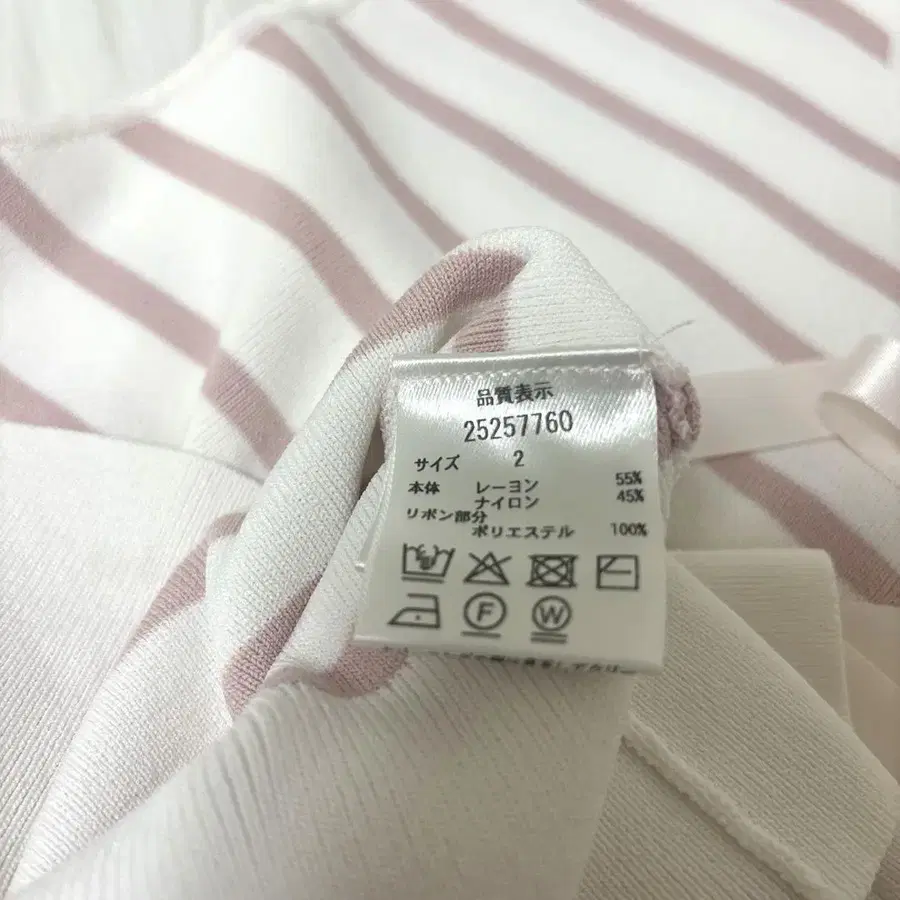 品質表示
25257760
サイズ 2
本体 レーヨン 55%
ナイロン 45%
リボン部分
ポリエステル 100%
F W